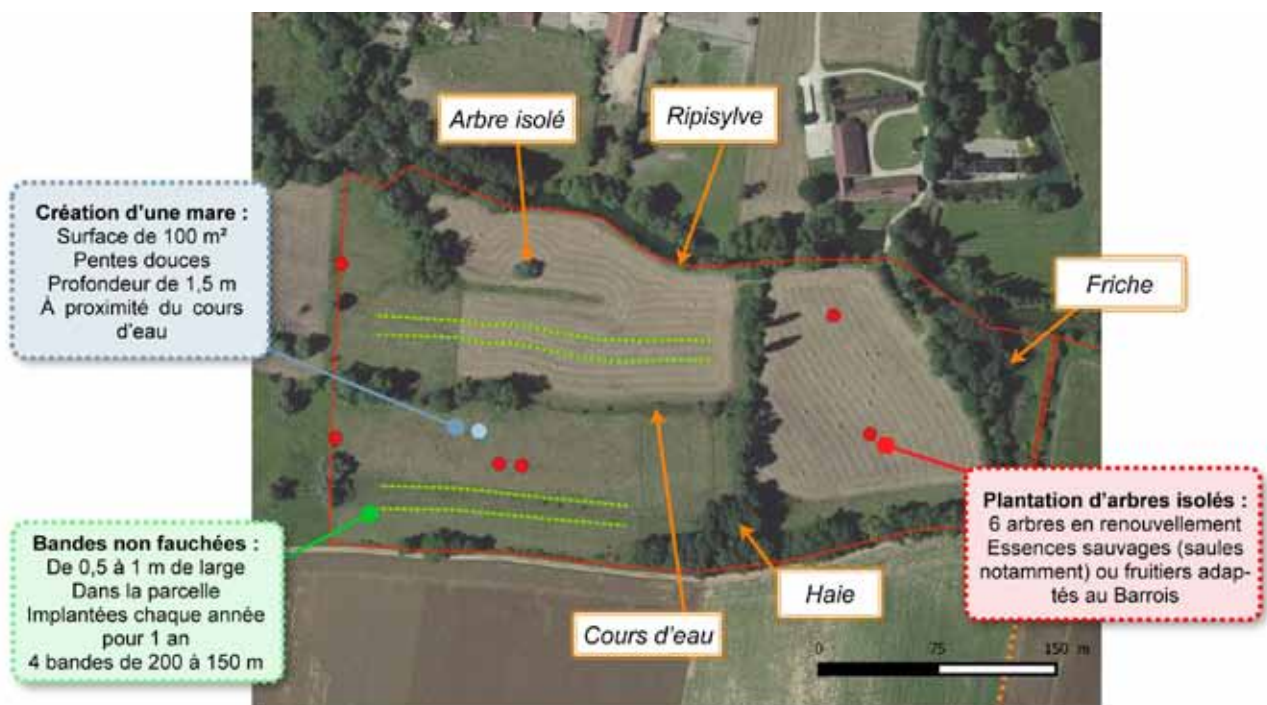 Arbre isolé
Ripisylve
Création d'une mare :
Surface de 100 m²
Pentes douces
Profondeur de 1,5 m
À proximité du cours
d'eau
Friche
Bandes non fauchées :
De 0,5 à 1 m de large
Dans la parcelle
Implantées chaque année
pour 1 an
4 bandes de 200 à 150 m
Plantation d'arbres isolés :
6 arbres en renouvellement
Essences sauvages (saules
notamment) ou fruitiers adap-
tés au Barrois
Haie
Cours d'eau
0 75 150 m